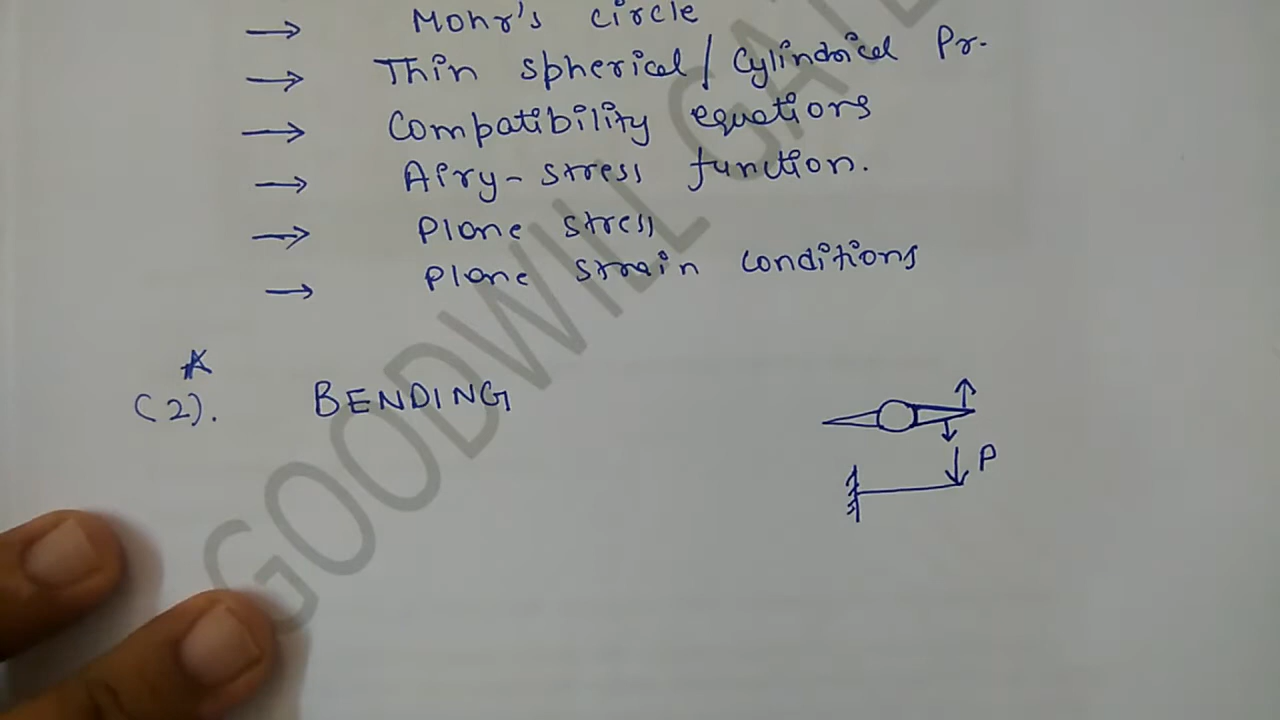 → Mohr's circle
→ Thin spherical / Cylindrical Pr.
→ Compatibility equations
→ Airy-stress function.
→ Plane stress
→ Plane strain conditions
(2). BENDING
P
GOODWILL GATE